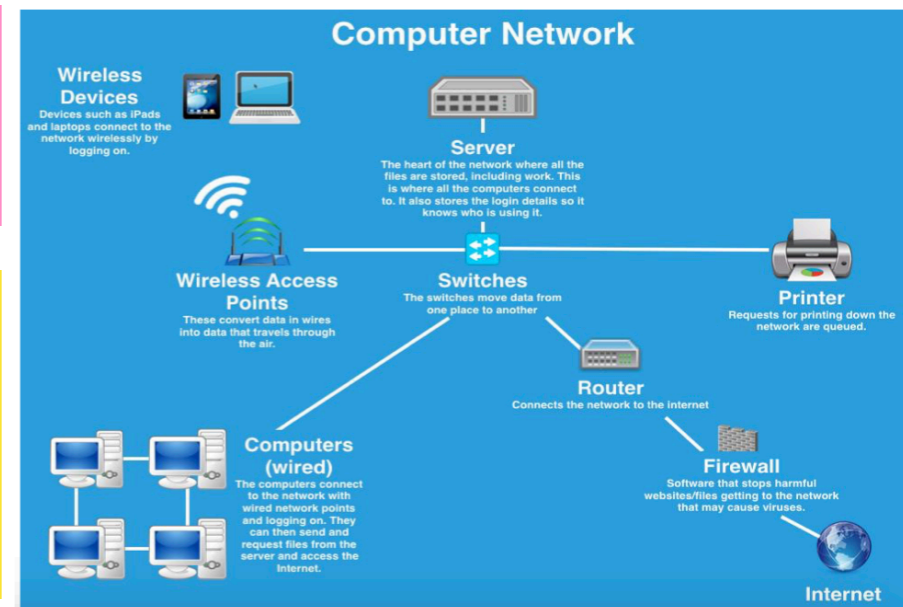 Computer Network
Wireless
Devices
Devices such as iPads
and laptops connect to the
network wirelessly by
logging on.
Server
The heart of the network where all the
files are stored, including work. This
is where all the computers connect
to. It also stores the login details so it
knows who is using it.
Wireless Access
Points
These convert data in wires
into data that travels through
the air.
Switches
The switches move data from
one place to another
Printer
Requests for printing down the
network are queued.
Router
Connects the network to the internet
Computers
(wired)
The computers connect
to the network with
wired network points
and logging on. They
can then send and
request files from the
server and access the
Internet.
Firewall
Software that stops harmful
websites/files getting to the network
that may cause viruses.
Internet